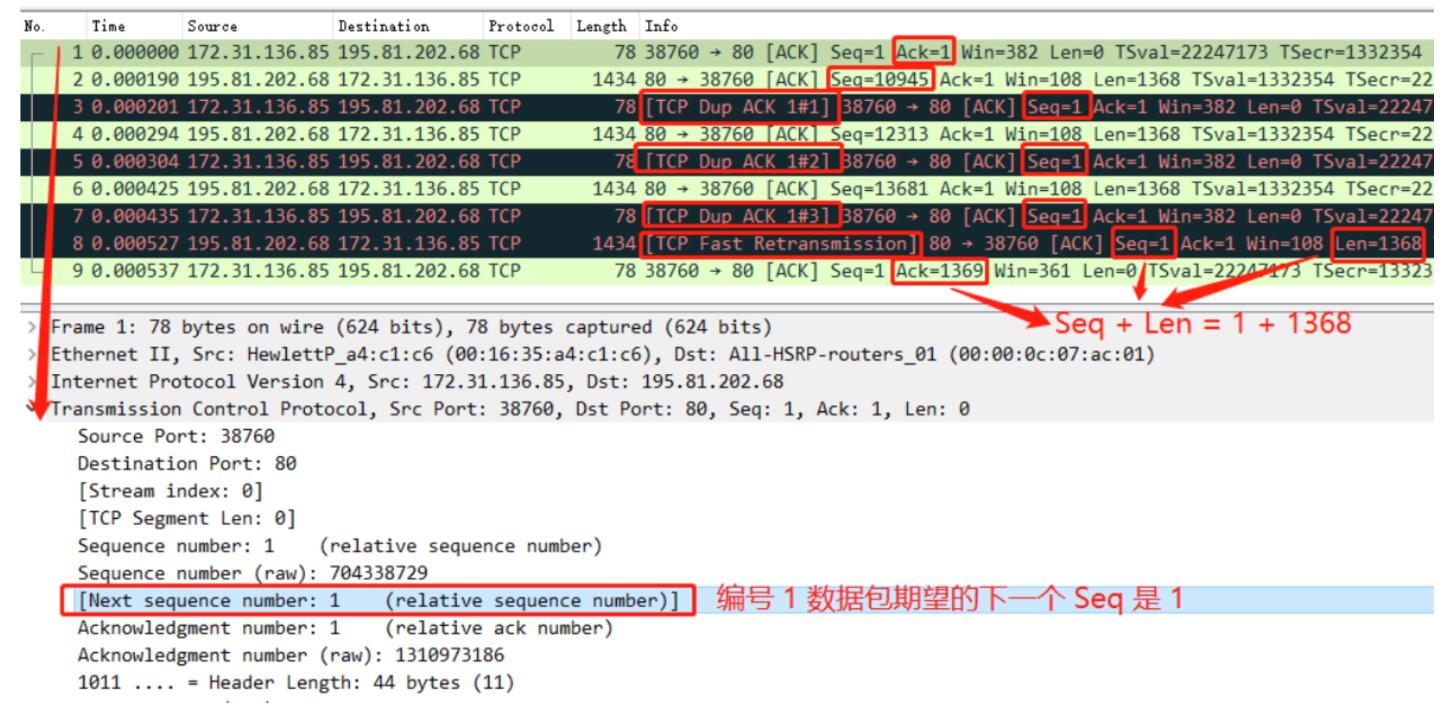 No. Time Source Destination Protocol Length Info
1 0.000000 172.31.136.85 195.81.202.68 TCP 78 38760 → 80 [ACK] Seq=1 Ack=1 Win=382 Len=0 TSval=22247173 TSecr=1332354
2 0.000190 195.81.202.68 172.31.136.85 TCP 1434 80 → 38760 [ACK] Seq=10945 Ack=1 Win=108 Len=1368 TSval=1332354 TSecr=22
3 0.000201 172.31.136.85 195.81.202.68 TCP 78 [TCP Dup ACK 1#1] 38760 → 80 [ACK] Seq=1 Ack=1 Win=382 Len=0 TSval=22247
4 0.000294 195.81.202.68 172.31.136.85 TCP 1434 80 → 38760 [ACK] Seq=12313 Ack=1 Win=108 Len=1368 TSval=1332354 TSecr=22
5 0.000304 172.31.136.85 195.81.202.68 TCP 78 [TCP Dup ACK 1#2] 38760 → 80 [ACK] Seq=1 Ack=1 Win=382 Len=0 TSval=22247
6 0.000425 195.81.202.68 172.31.136.85 TCP 1434 80 → 38760 [ACK] Seq=13681 Ack=1 Win=108 Len=1368 TSval=1332354 TSecr=22
7 0.000435 172.31.136.85 195.81.202.68 TCP 78 [TCP Dup ACK 1#3] 38760 → 80 [ACK] Seq=1 Ack=1 Win=382 Len=0 TSval=22247
8 0.000527 195.81.202.68 172.31.136.85 TCP 1434 [TCP Fast Retransmission] 80 → 38760 [ACK] Seq=1 Ack=1 Win=108 Len=1368
9 0.000537 172.31.136.85 195.81.202.68 TCP 78 38760 → 80 [ACK] Seq=1 Ack=1369 Win=361 Len=0 TSval=22247173 TSecr=13323
Seq + Len = 1 + 1368
Frame 1: 78 bytes on wire (624 bits), 78 bytes captured (624 bits)
Ethernet II, Src: HewlettP_a4:c1:c6 (00:16:35:a4:c1:c6), Dst: All-HSRP-routers_01 (00:00:0c:07:ac:01)
Internet Protocol Version 4, Src: 172.31.136.85, Dst: 195.81.202.68
Transmission Control Protocol, Src Port: 38760, Dst Port: 80, Seq: 1, Ack: 1, Len: 0
Source Port: 38760
Destination Port: 80
[Stream index: 0]
[TCP Segment Len: 0]
Sequence number: 1 (relative sequence number)
Sequence number (raw): 704338729
[Next sequence number: 1 (relative sequence number)] 编号 1 数据包期望的下一个 Seq 是 1
Acknowledgment number: 1 (relative ack number)
Acknowledgment number (raw): 1310973186
1011 .... = Header Length: 44 bytes (11)